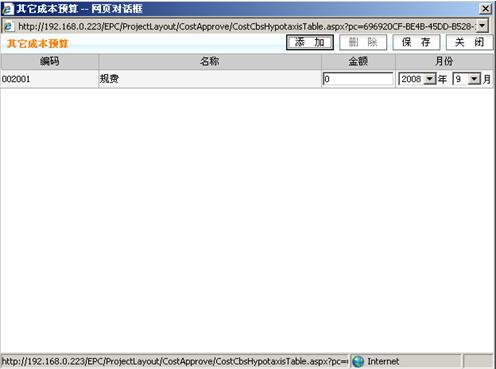 其它成本预算 -- 网页对话框
http://192.168.0.223/EPC/ProjectLayout/CostApprove/CostCbsHypotaxisTable.aspx?pc=696920CF-BE4B-45DD-B528-
其它成本预算 添 加 删 除 保 存 关 闭
编码 名称 金额 月份
002001 规费 0 2008 年 9 月
http://192.168.0.223/EPC/ProjectLayout/CostApprove/CostCbsHypotaxisTable.aspx?pc= Internet